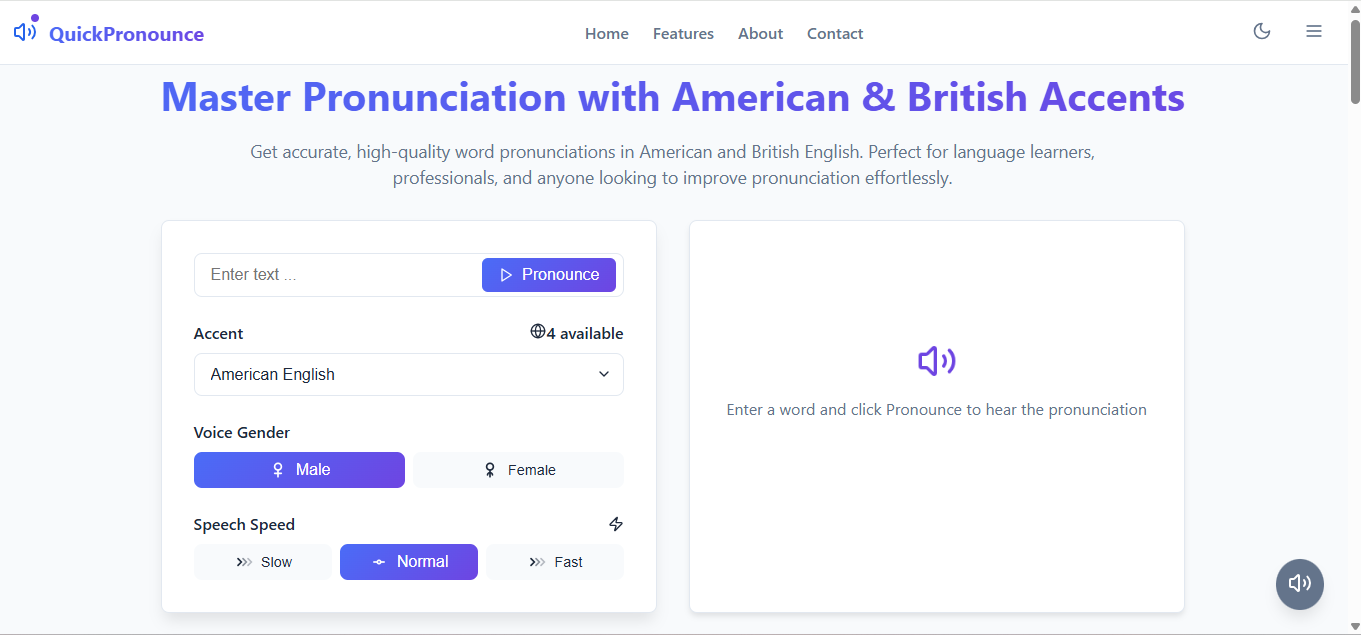 QuickPronounce
Home Features About Contact
Master Pronunciation with American & British Accents
Get accurate, high-quality word pronunciations in American and British English. Perfect for language learners,
professionals, and anyone looking to improve pronunciation effortlessly.
Enter text ...
Pronounce
Accent
4 available
American English
Voice Gender
Male
Female
Speech Speed
Slow
Normal
Fast
Enter a word and click Pronounce to hear the pronunciation